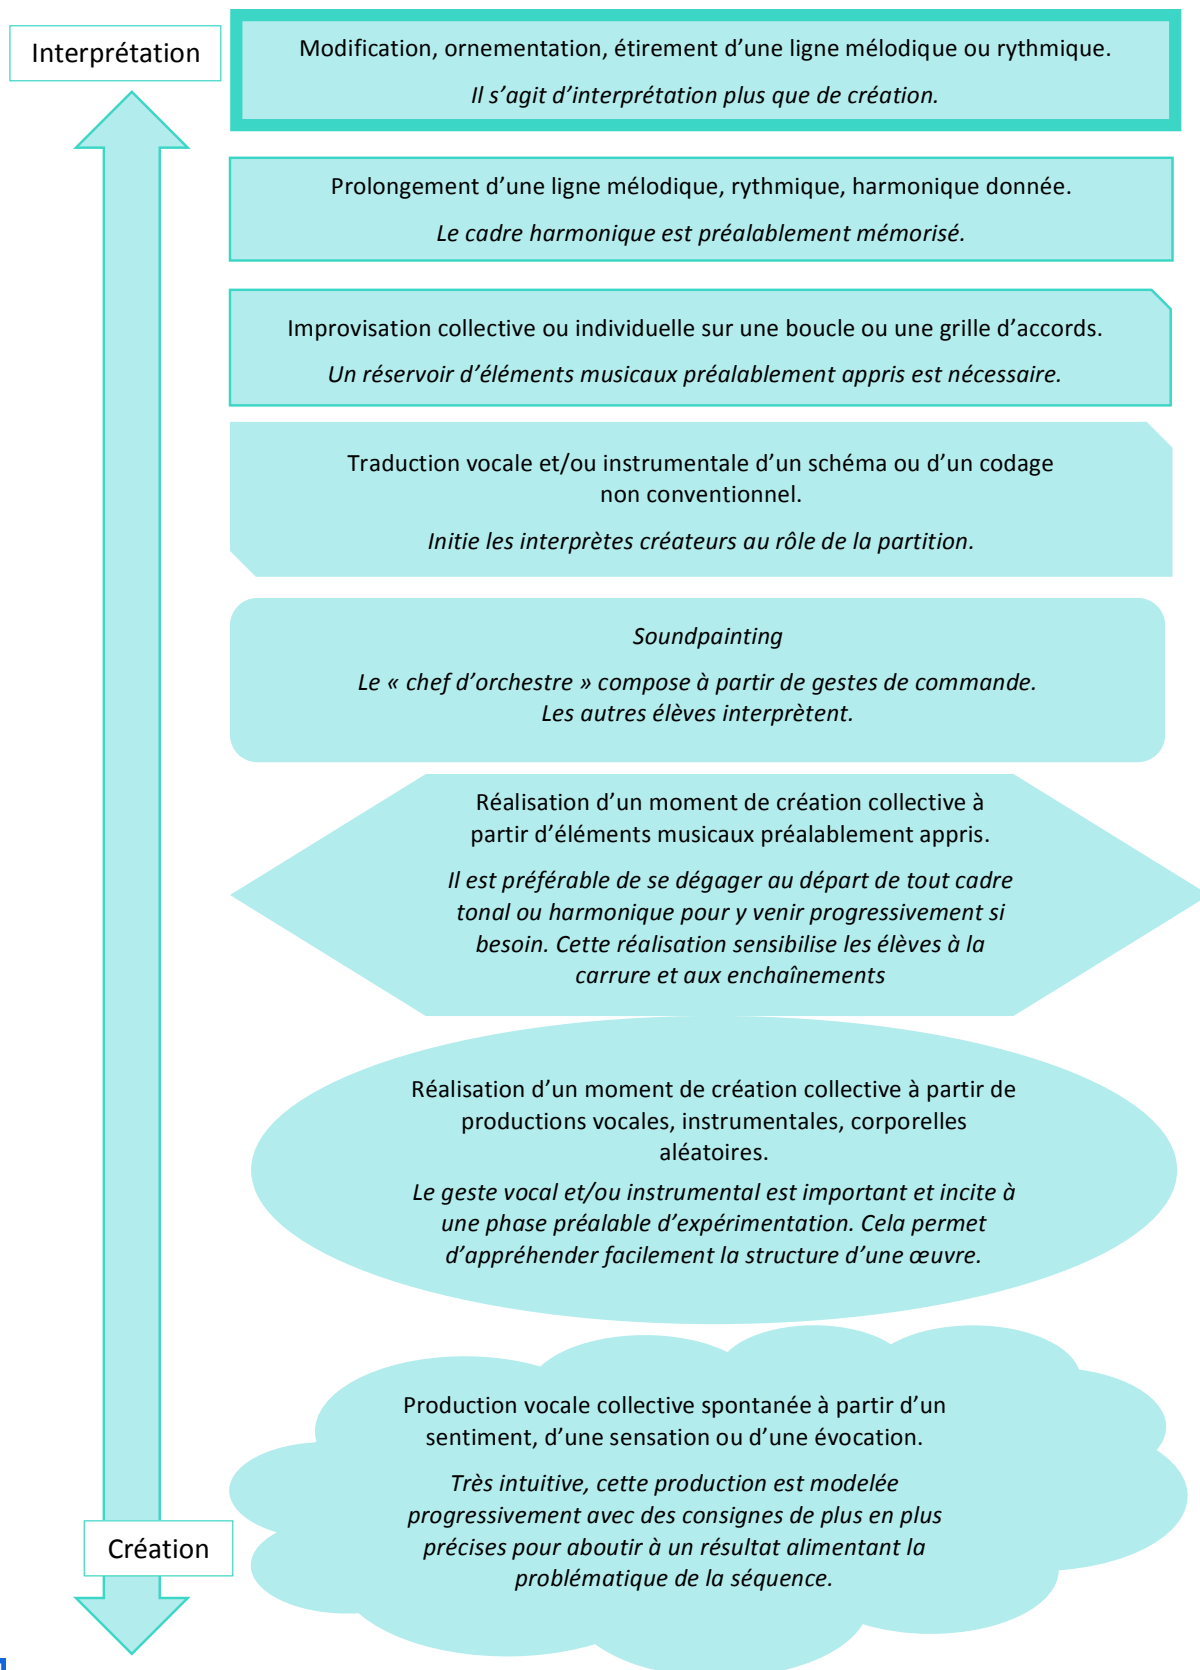 Interprétation
Modification, ornementation, étirement d’une ligne mélodique ou rythmique.
Il s’agit d’interprétation plus que de création.
Prolongement d’une ligne mélodique, rythmique, harmonique donnée.
Le cadre harmonique est préalablement mémorisé.
Improvisation collective ou individuelle sur une boucle ou une grille d’accords.
Un réservoir d’éléments musicaux préalablement appris est nécessaire.
Traduction vocale et/ou instrumentale d’un schéma ou d’un codage
non conventionnel.
Initie les interprètes créateurs au rôle de la partition.
Soundpainting
Le « chef d’orchestre » compose à partir de gestes de commande.
Les autres élèves interprètent.
Réalisation d’un moment de création collective à
partir d’éléments musicaux préalablement appris.
Il est préférable de se dégager au départ de tout cadre
tonal ou harmonique pour y venir progressivement si
besoin. Cette réalisation sensibilise les élèves à la
carrure et aux enchaînements
Réalisation d’un moment de création collective à partir de
productions vocales, instrumentales, corporelles
aléatoires.
Le geste vocal et/ou instrumental est important et incite à
une phase préalable d’expérimentation. Cela permet
d’appréhender facilement la structure d’une œuvre.
Production vocale collective spontanée à partir d’un
sentiment, d’une sensation ou d’une évocation.
Très intuitive, cette production est modelée
progressivement avec des consignes de plus en plus
précises pour aboutir à un résultat alimentant la
problématique de la séquence.
Création